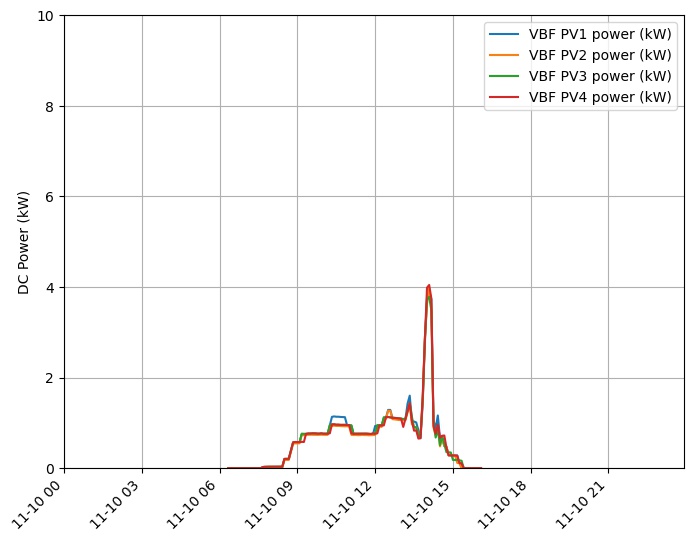 10
8
6
4
2
0
DC Power (kW)
VBF PV1 power (kW)
VBF PV2 power (kW)
VBF PV3 power (kW)
VBF PV4 power (kW)
11-10 00
11-10 03
11-10 06
11-10 09
11-10 12
11-10 15
11-10 18
11-10 21